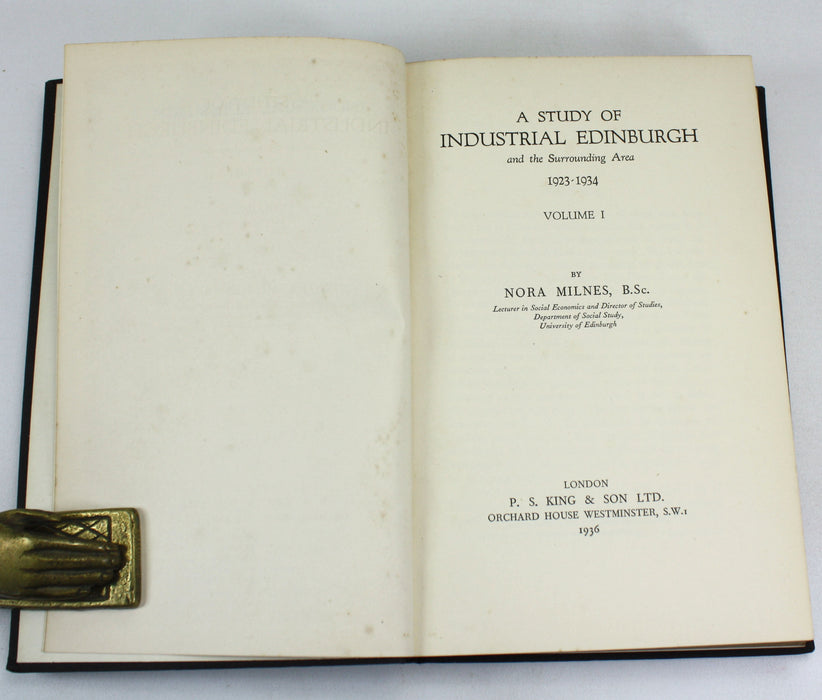 A STUDY OF
INDUSTRIAL EDINBURGH
and the Surrounding Area
1923-1934
VOLUME I
BY
NORA MILNES, B.Sc.
Lecturer in Social Economics and Director of Studies,
Department of Social Study,
University of Edinburgh
LONDON
P. S. KING & SON LTD.
ORCHARD HOUSE WESTMINSTER, S.W.1
1936